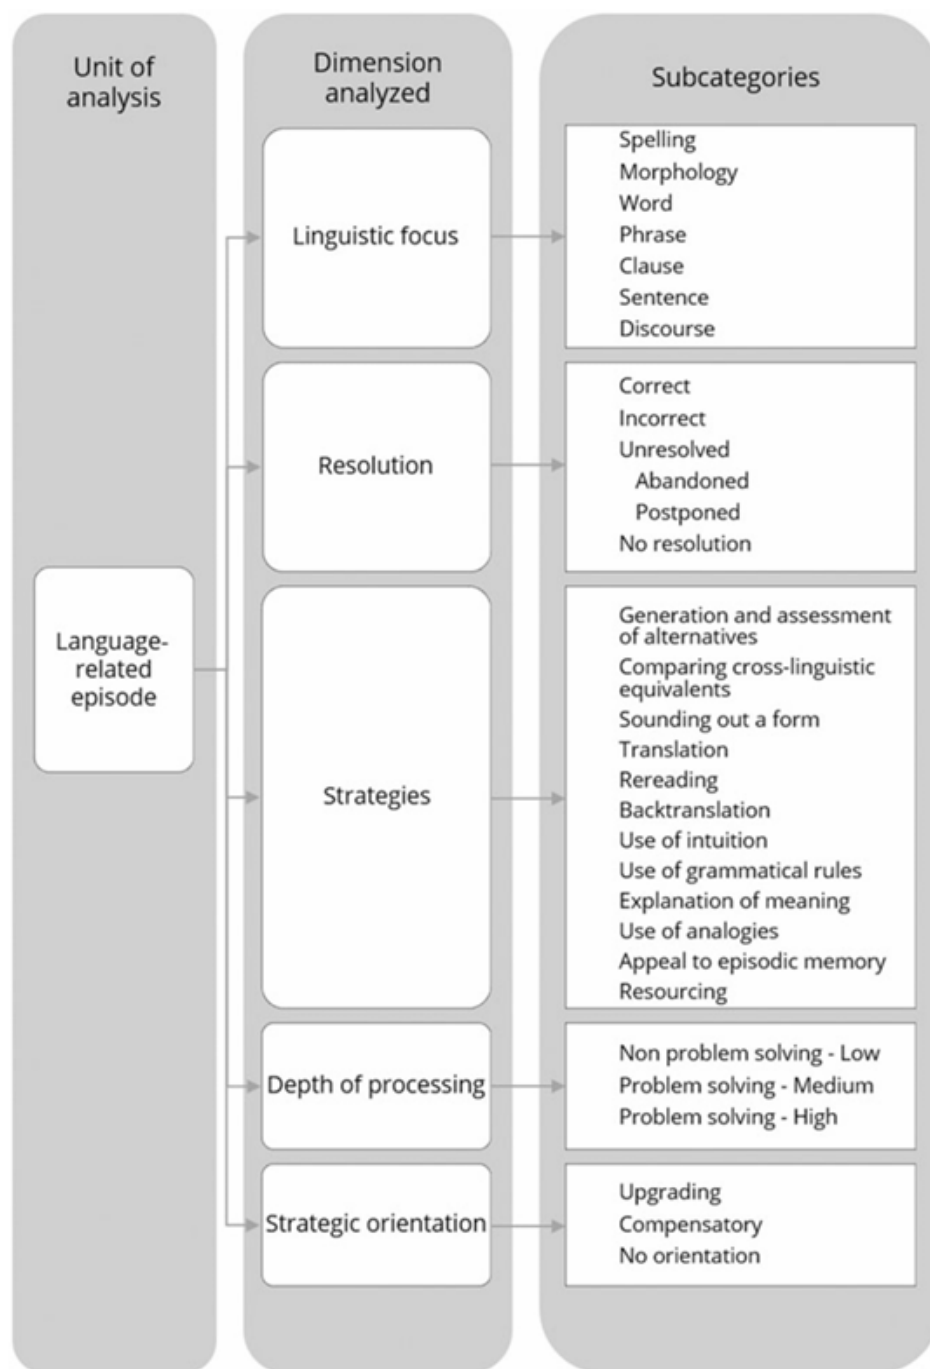 Unit of
analysis
Dimension
analyzed
Subcategories
Language-
related
episode
Linguistic focus
Spelling
Morphology
Word
Phrase
Clause
Sentence
Discourse
Resolution
Correct
Incorrect
Unresolved
Abandoned
Postponed
No resolution
Strategies
Generation and assessment
of alternatives
Comparing cross-linguistic
equivalents
Sounding out a form
Translation
Rereading
Backtranslation
Use of intuition
Use of grammatical rules
Explanation of meaning
Use of analogies
Appeal to episodic memory
Resourcing
Depth of processing
Non problem solving - Low
Problem solving - Medium
Problem solving - High
Strategic orientation
Upgrading
Compensatory
No orientation